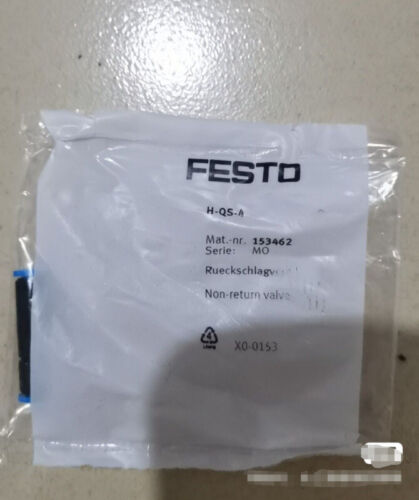 FESTO
H-QS-
Mat.-nr. 153462
Serie: MO
Non-return valve
4
X0-0153